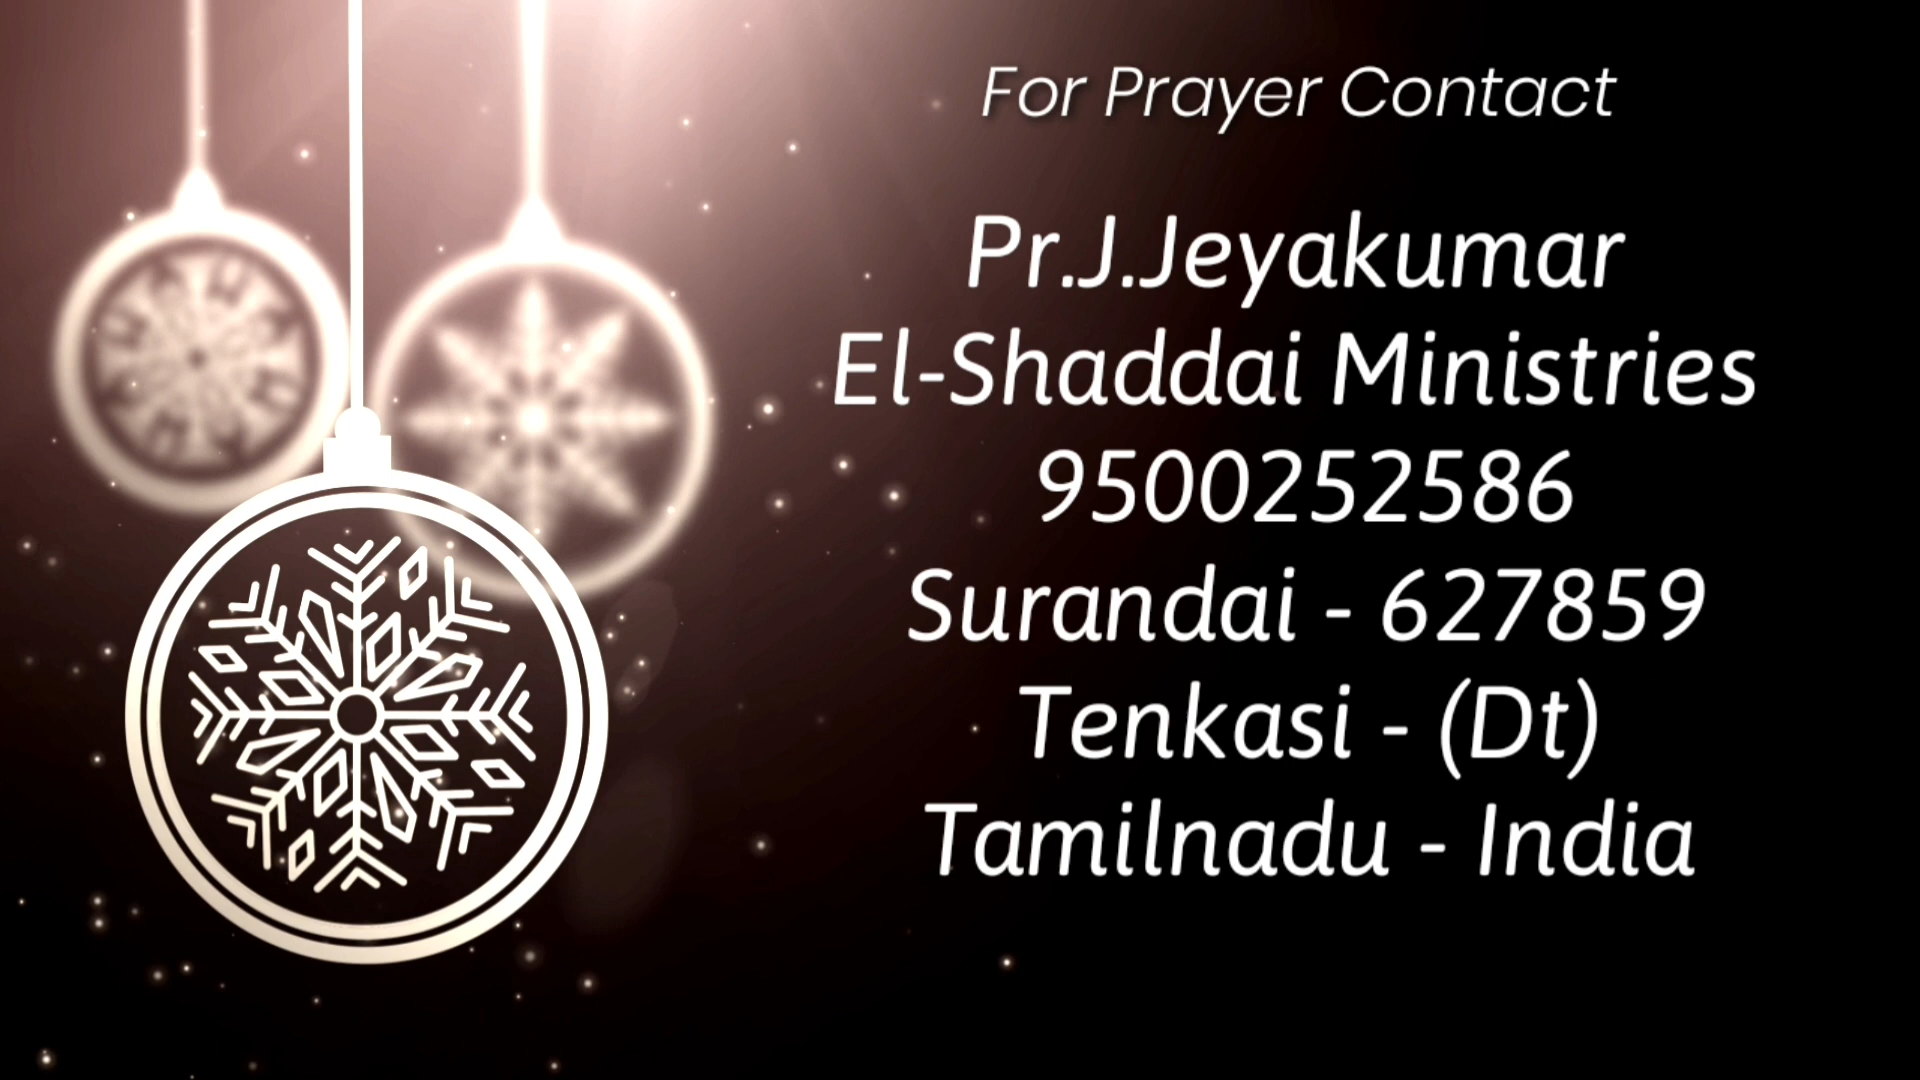 For Prayer Contact
Pr.J.Jeyakumar
El-Shaddai Ministries
9500252586
Surandai - 627859
Tenkasi - (Dt)
Tamilnadu - India